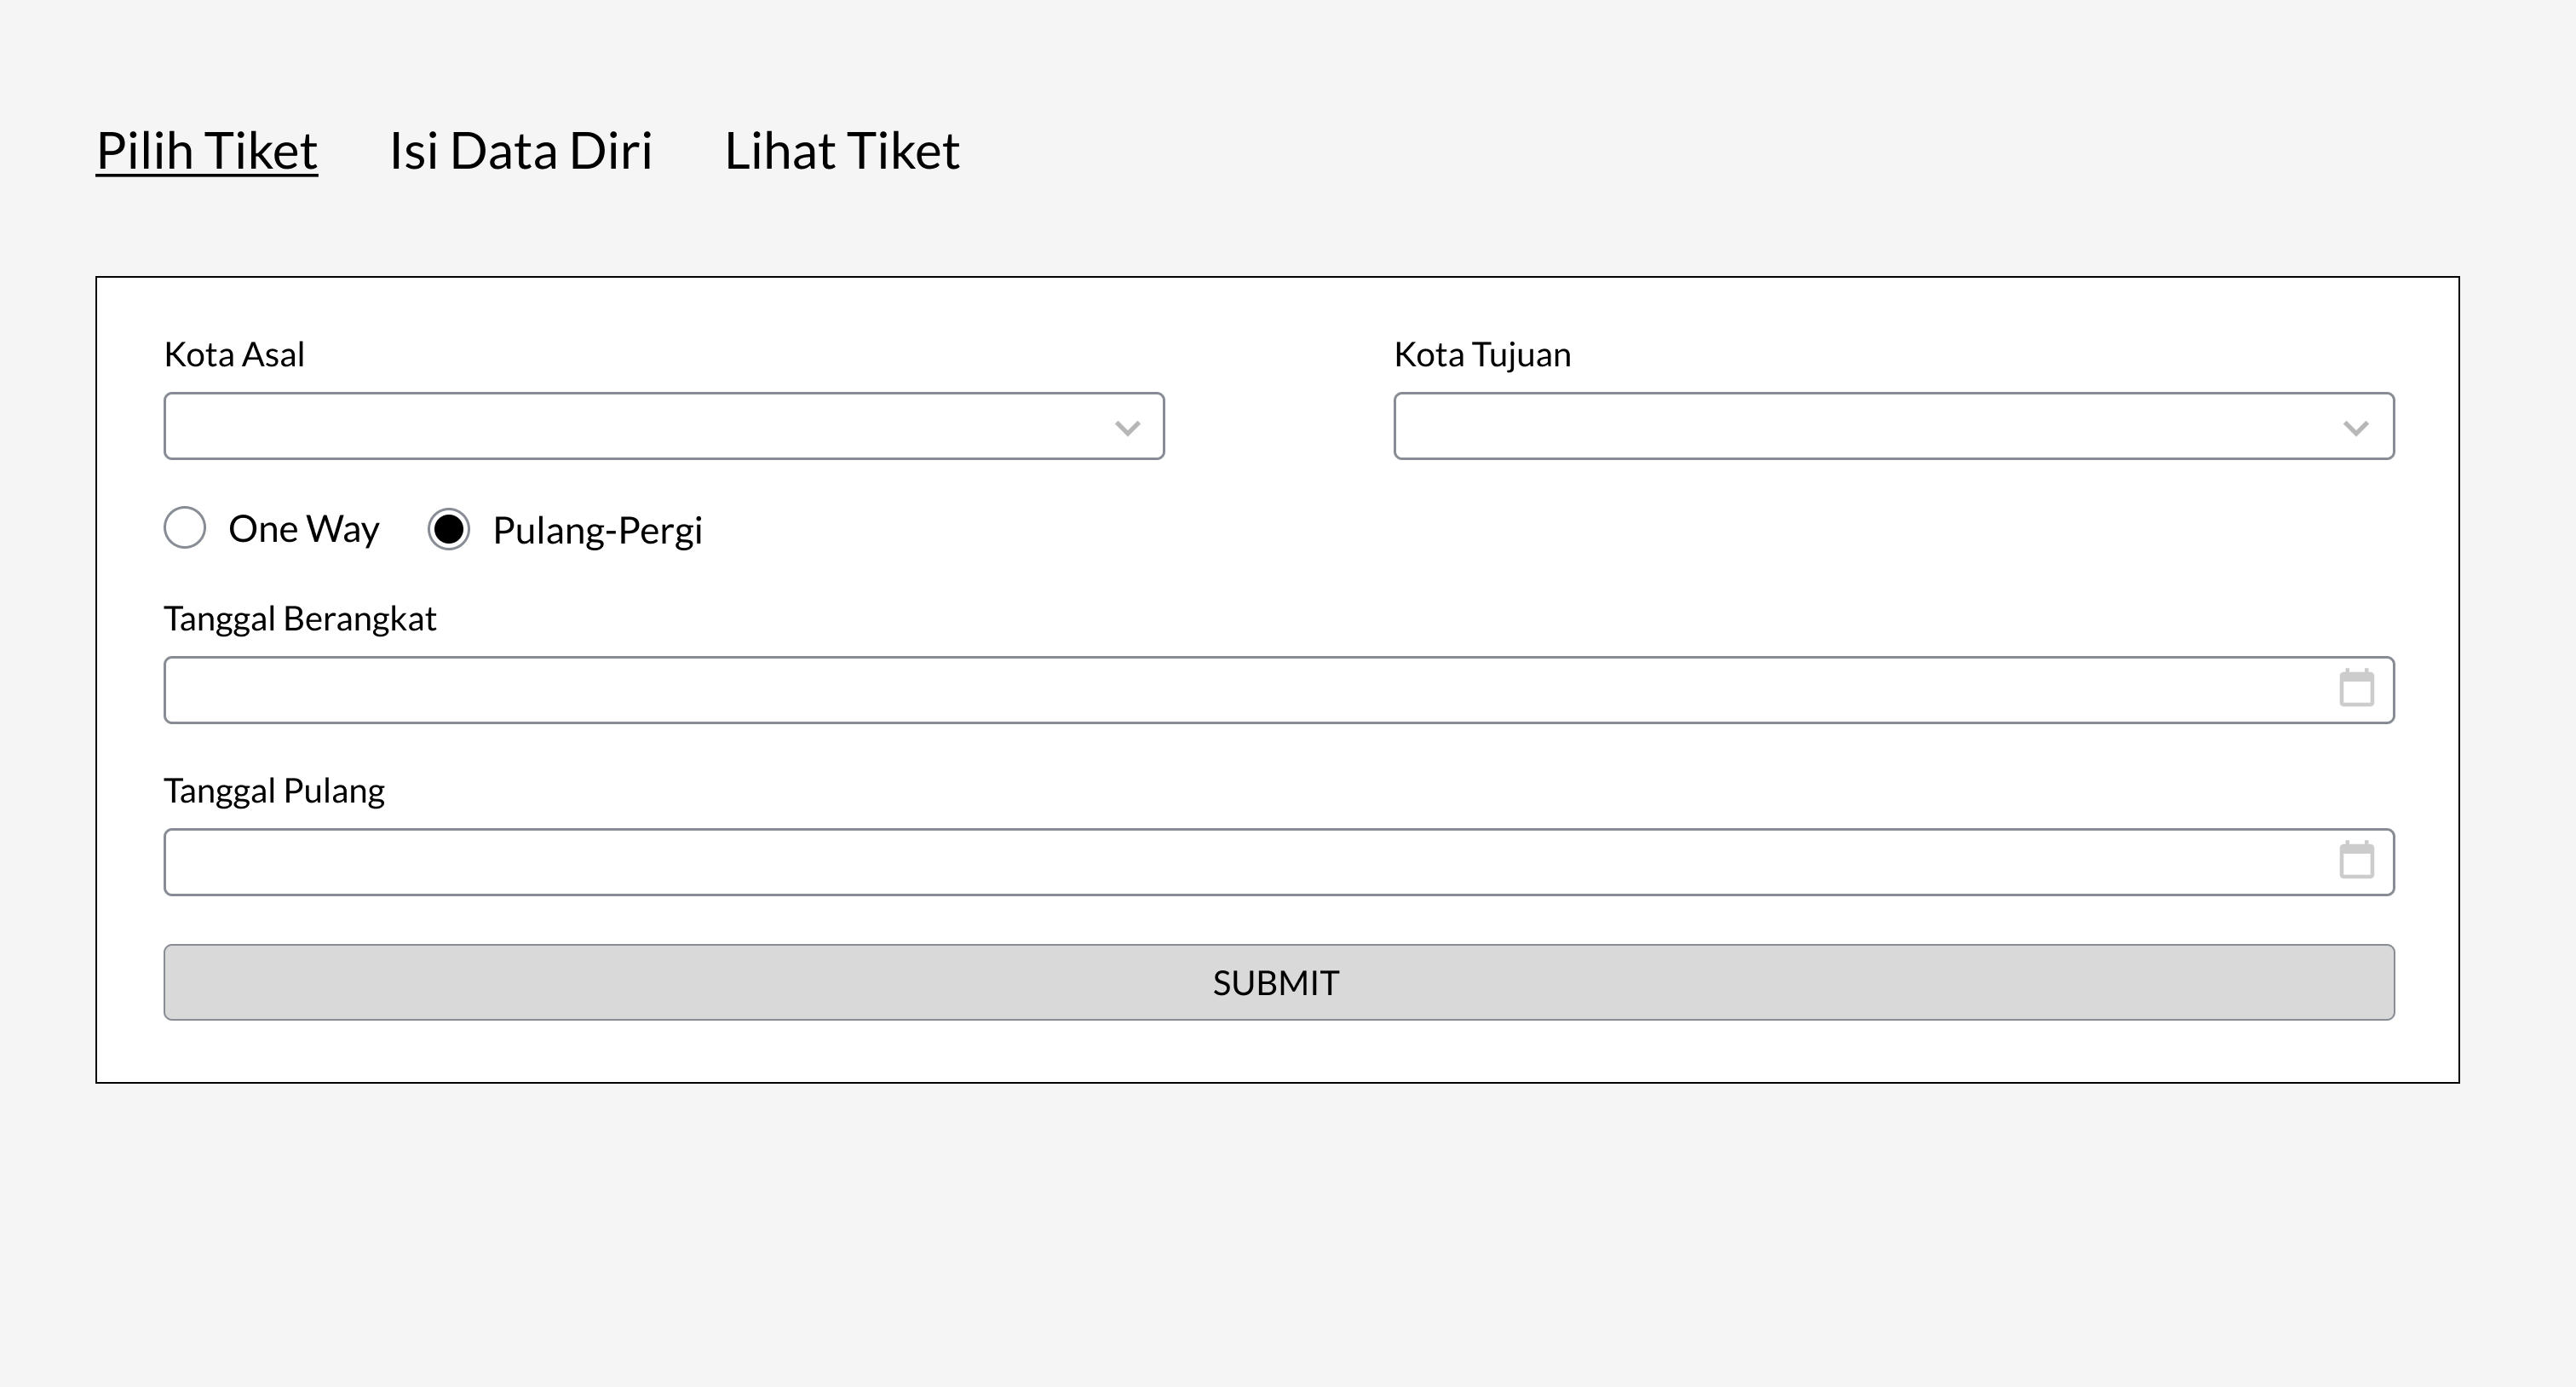 Pilih Tiket Isi Data Diri Lihat Tiket
Kota Asal Kota Tujuan
One Way Pulang-Pergi
Tanggal Berangkat
Tanggal Pulang
SUBMIT